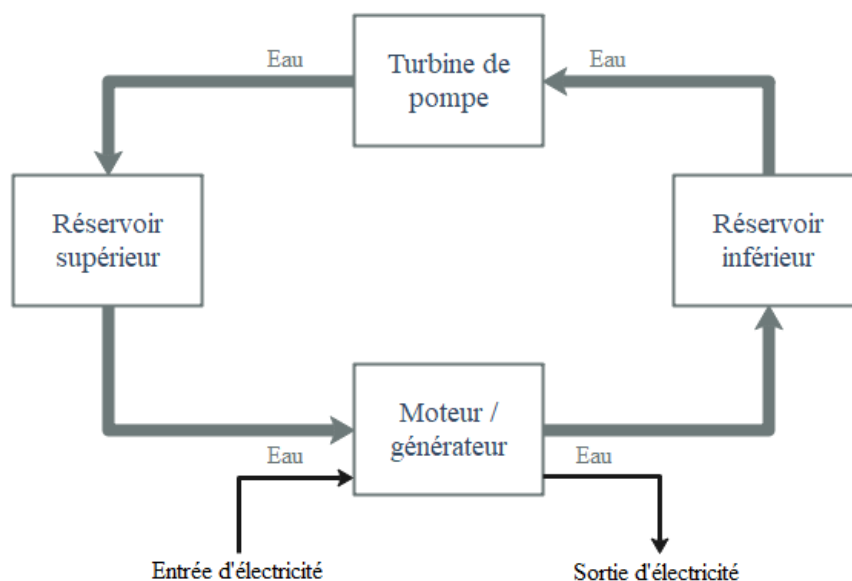 Eau
Turbine de
pompe
Eau
Réservoir
supérieur
Réservoir
inférieur
Moteur /
générateur
Eau
Eau
Entrée d'électricité
Sortie d'électricité